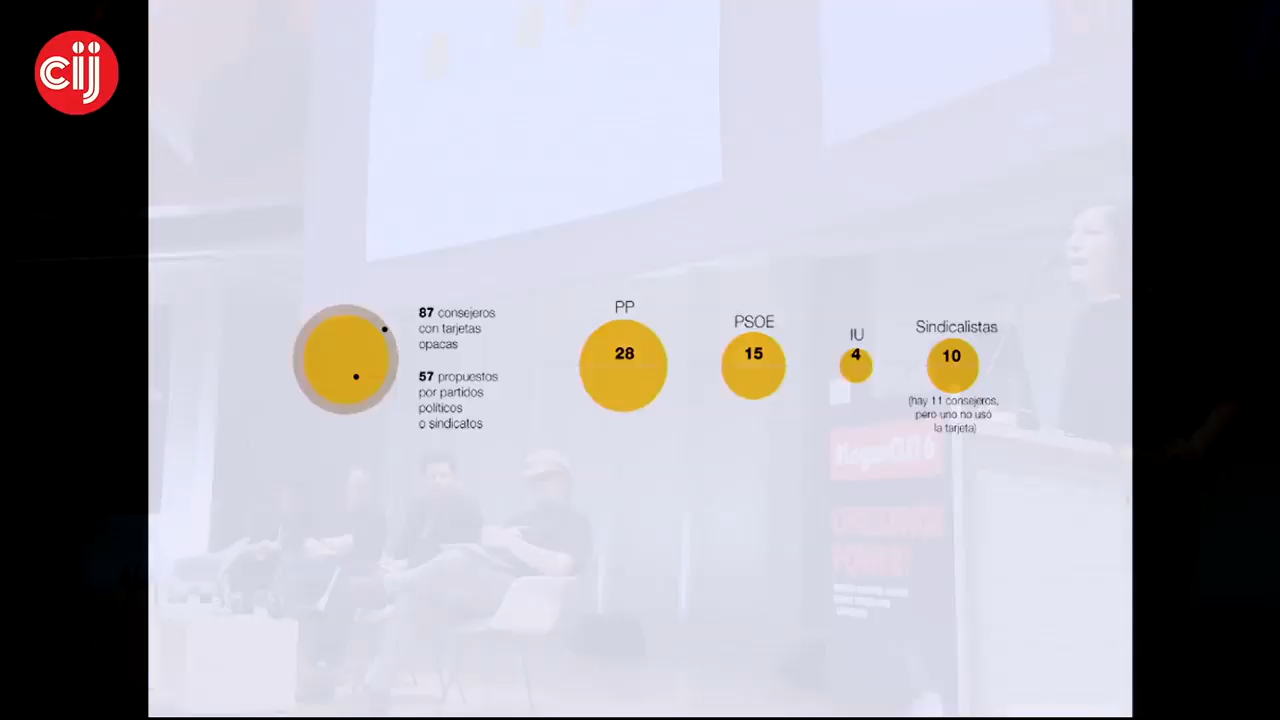 cij
87 consejeros
con tarjetas
opacas
57 propuestos
por partidos
políticos
o sindicatos
PP
28
PSOE
15
IU
4
Sindicalistas
10
(hay 11 consejeros,
pero uno no usó
la tarjeta)